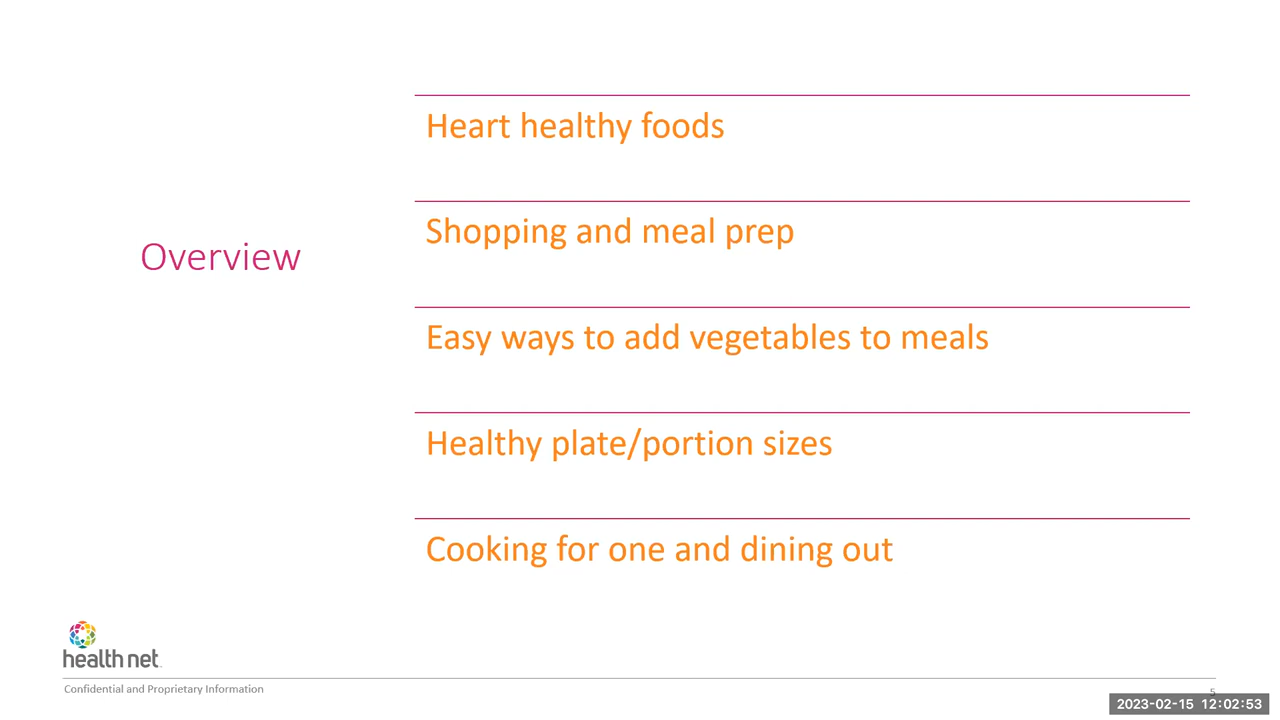 Overview
Heart healthy foods
Shopping and meal prep
Easy ways to add vegetables to meals
Healthy plate/portion sizes
Cooking for one and dining out
health net
Confidential and Proprietary Information
5
2023-02-15 12:02:53